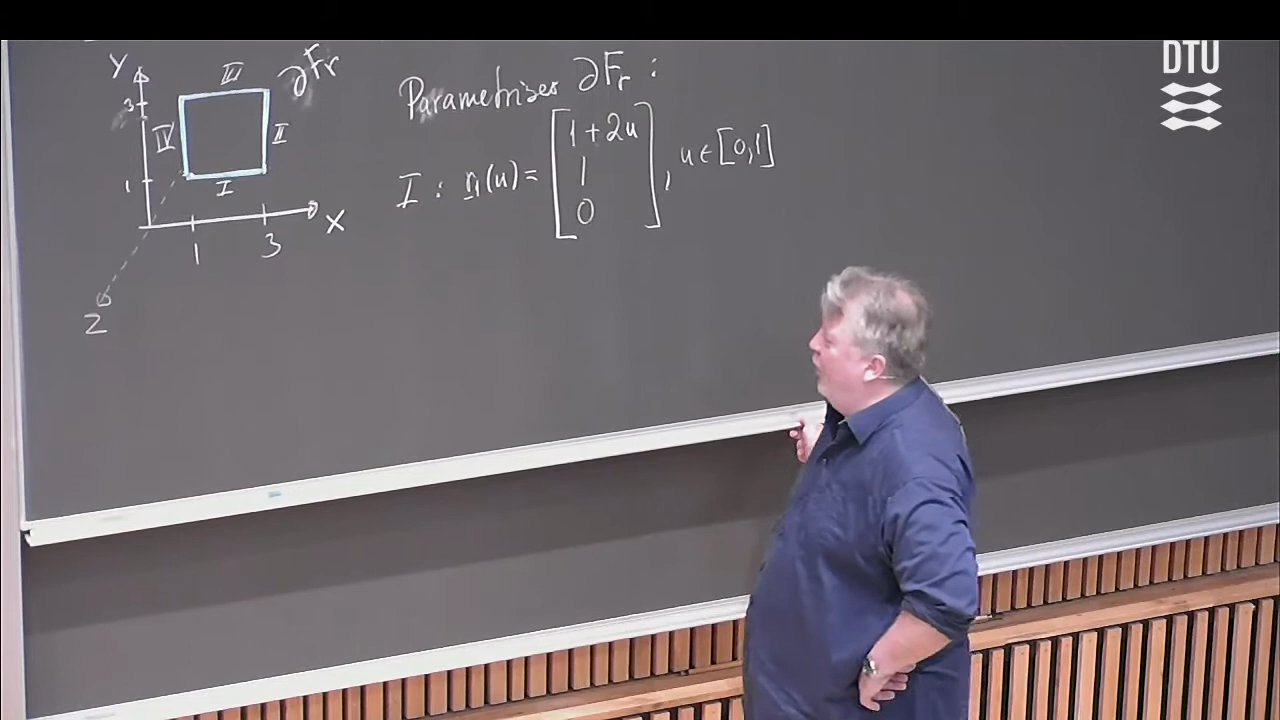 DTU
Y
III
∂Fr
3
IV
II
1
I
X
1
3
Z
Parametriser ∂Fr :
I : r₁(u) = [1+2u
1
0] , u ∈ [0,1]